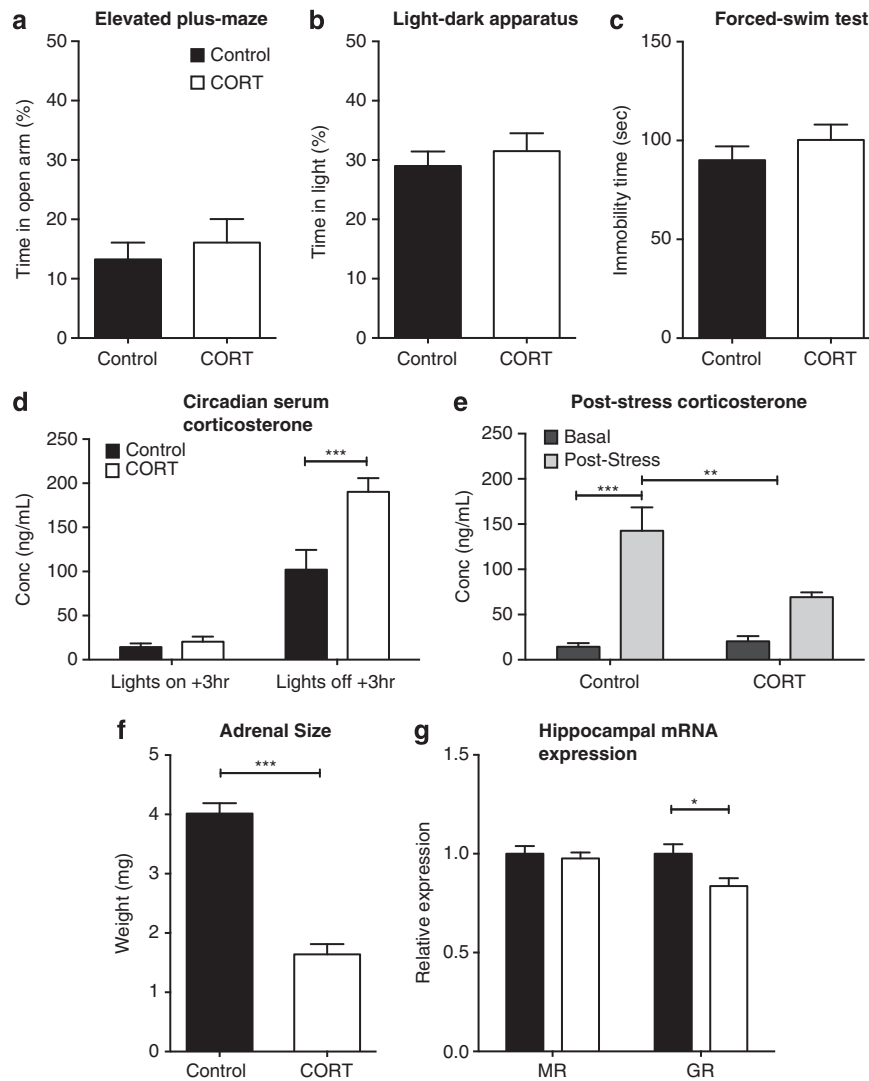 a Elevated plus-maze
50
40
30
20
10
0
Time in open arm (%)
Control
CORT
Control CORT
b Light-dark apparatus
50
40
30
20
10
0
Time in light (%)
Control CORT
c Forced-swim test
150
100
50
0
Immobility time (sec)
Control CORT
d Circadian serum
corticosterone
250
200
150
100
50
0
Conc (ng/mL)
Control
CORT
***
Lights on +3hr Lights off +3hr
e Post-stress corticosterone
250
200
150
100
50
0
Conc (ng/mL)
Basal
Post-Stress
***
**
Control CORT
f Adrenal Size
5
4
3
2
1
0
Weight (mg)
***
Control CORT
g Hippocampal mRNA
expression
1.5
1.0
0.5
0.0
Relative expression
*
MR GR